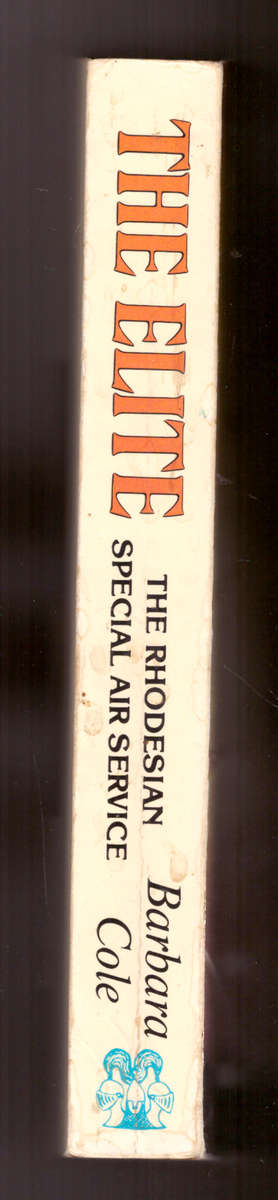 THE ELITE
THE RHODESIAN
SPECIAL AIR SERVICE
Barbara
Cole